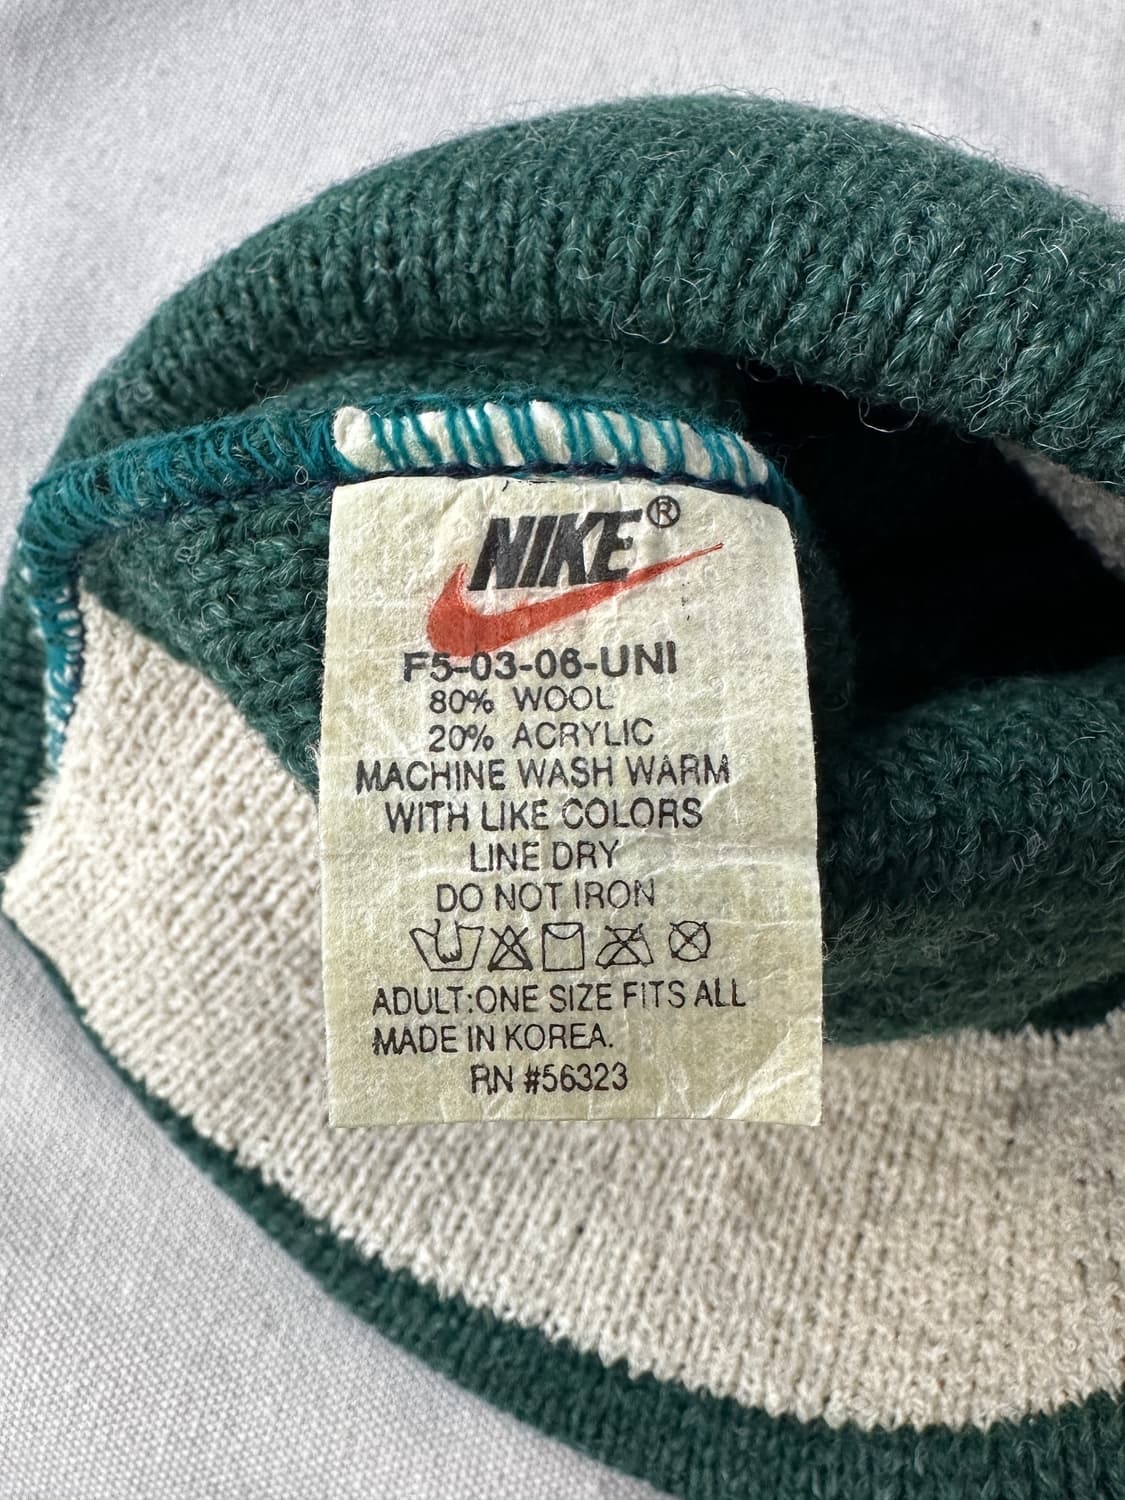 NIKE®
F5-03-06-UNI
80% WOOL
20% ACRYLIC
MACHINE WASH WARM
WITH LIKE COLORS
LINE DRY
DO NOT IRON
ADULT:ONE SIZE FITS ALL
MADE IN KOREA.
RN #56323